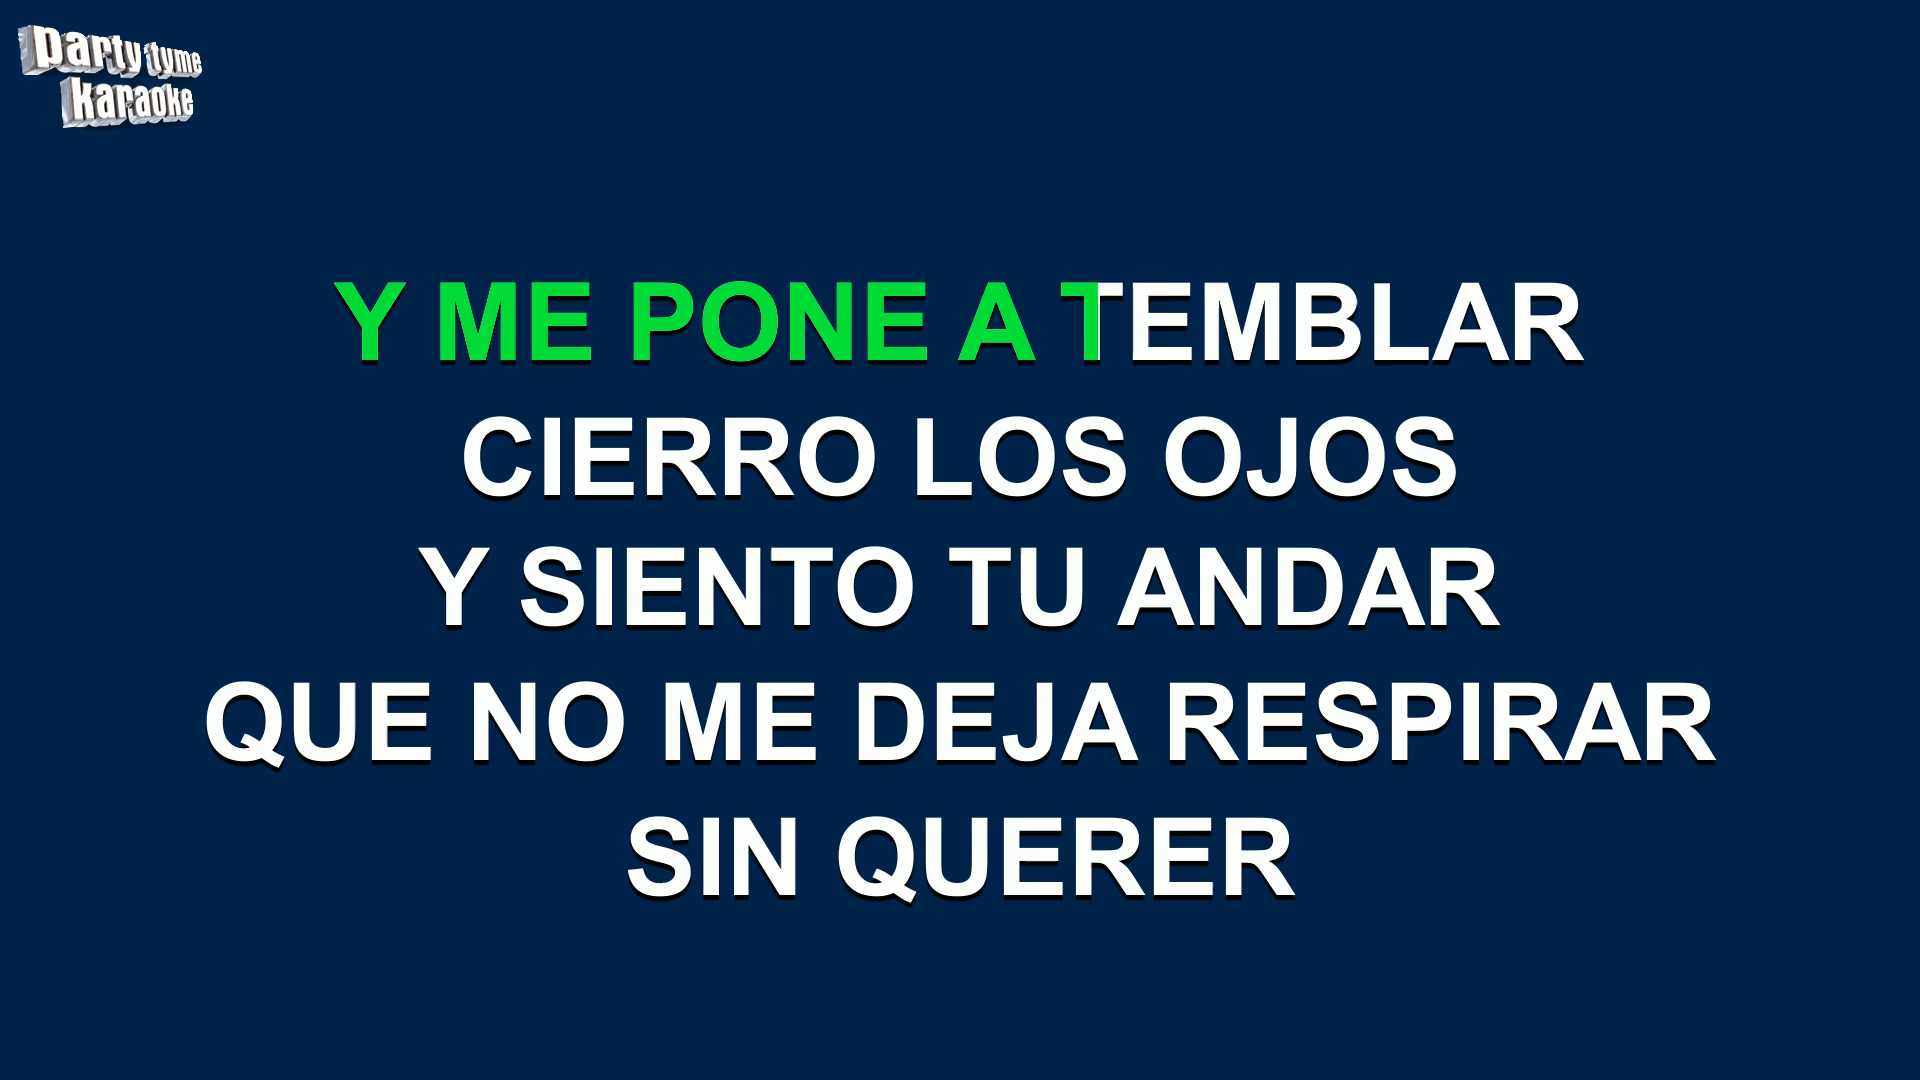 party tyme
karaoke
Y ME PONE A TEMBLAR
CIERRO LOS OJOS
Y SIENTO TU ANDAR
QUE NO ME DEJA RESPIRAR
SIN QUERER